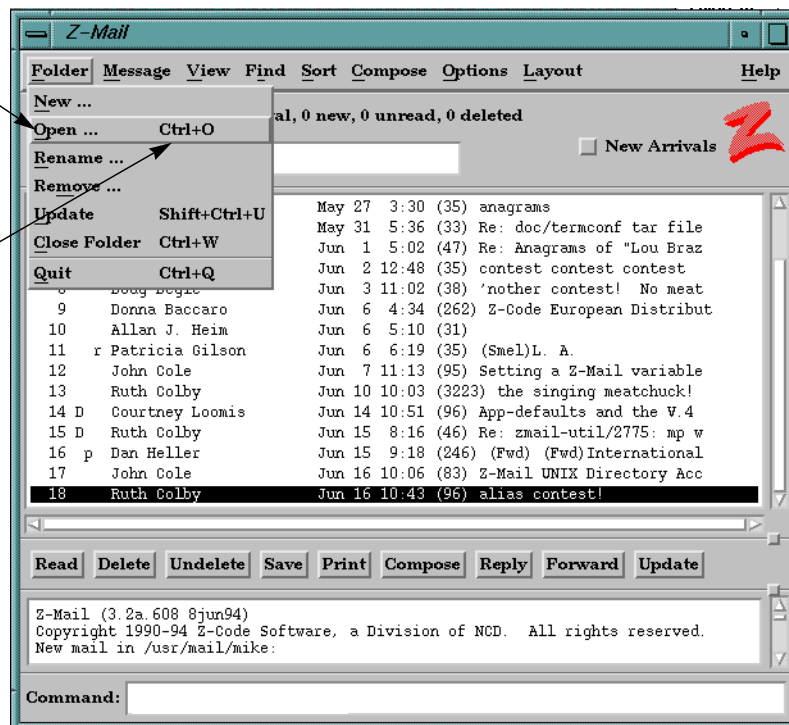 Z-Mail
Folder Message View Find Sort Compose Options Layout Help
New ...
Open ... Ctrl+O
Rename ...
Remove ...
Update Shift+Ctrl+U
Close Folder Ctrl+W
Quit Ctrl+Q
al, 0 new, 0 unread, 0 deleted
New Arrivals
May 27 3:30 (35) anagrams
May 31 5:36 (33) Re: doc/termconf tar file
Jun 1 5:02 (47) Re: Anagrams of "Lou Braz
Jun 2 12:48 (35) contest contest contest
Jun 3 11:02 (38) 'nother contest! No meat
9 Donna Baccaro Jun 6 4:34 (262) Z-Code European Distribut
10 Allan J. Heim Jun 6 5:10 (31)
11 r Patricia Gilson Jun 6 6:19 (35) (Smel)L. A.
12 John Cole Jun 7 11:13 (95) Setting a Z-Mail variable
13 Ruth Colby Jun 10 10:03 (3223) the singing meatchuck!
14 D Courtney Loomis Jun 14 10:51 (96) App-defaults and the V.4
15 D Ruth Colby Jun 15 8:16 (46) Re: zmail-util/2775: mp w
16 p Dan Heller Jun 15 9:18 (246) (Fwd) (Fwd)International
17 John Cole Jun 16 10:06 (83) Z-Mail UNIX Directory Acc
18 Ruth Colby Jun 16 10:43 (96) alias contest!
Read Delete Undelete Save Print Compose Reply Forward Update
Z-Mail (3.2a.608 8jun94)
Copyright 1990-94 Z-Code Software, a Division of NCD. All rights reserved.
New mail in /usr/mail/mike:
Command: